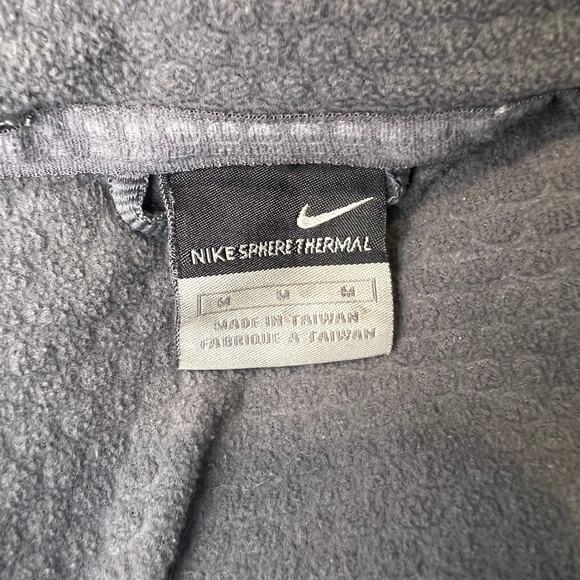 NIKE SPHERE THERMAL
M M M
MADE IN TAIWAN
FABRIQUE A TAIWAN